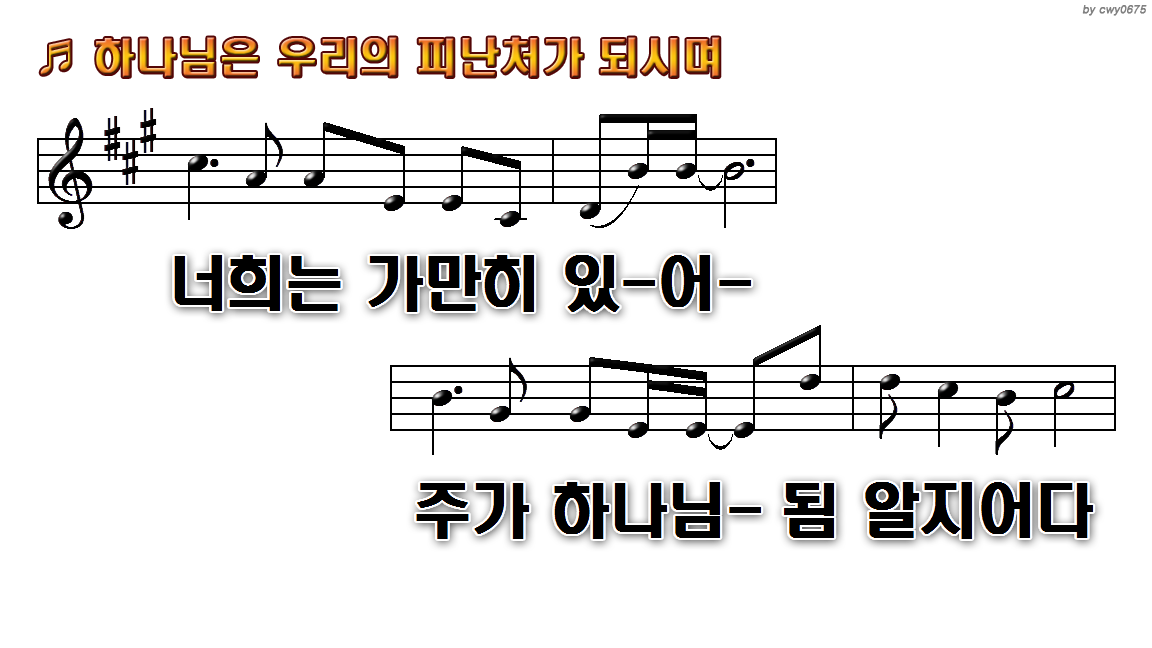 by cwy0675
♬ 하나님은 우리의 피난처가 되시며
너희는 가만히 있-어-
주가 하나님- 됨 알지어다